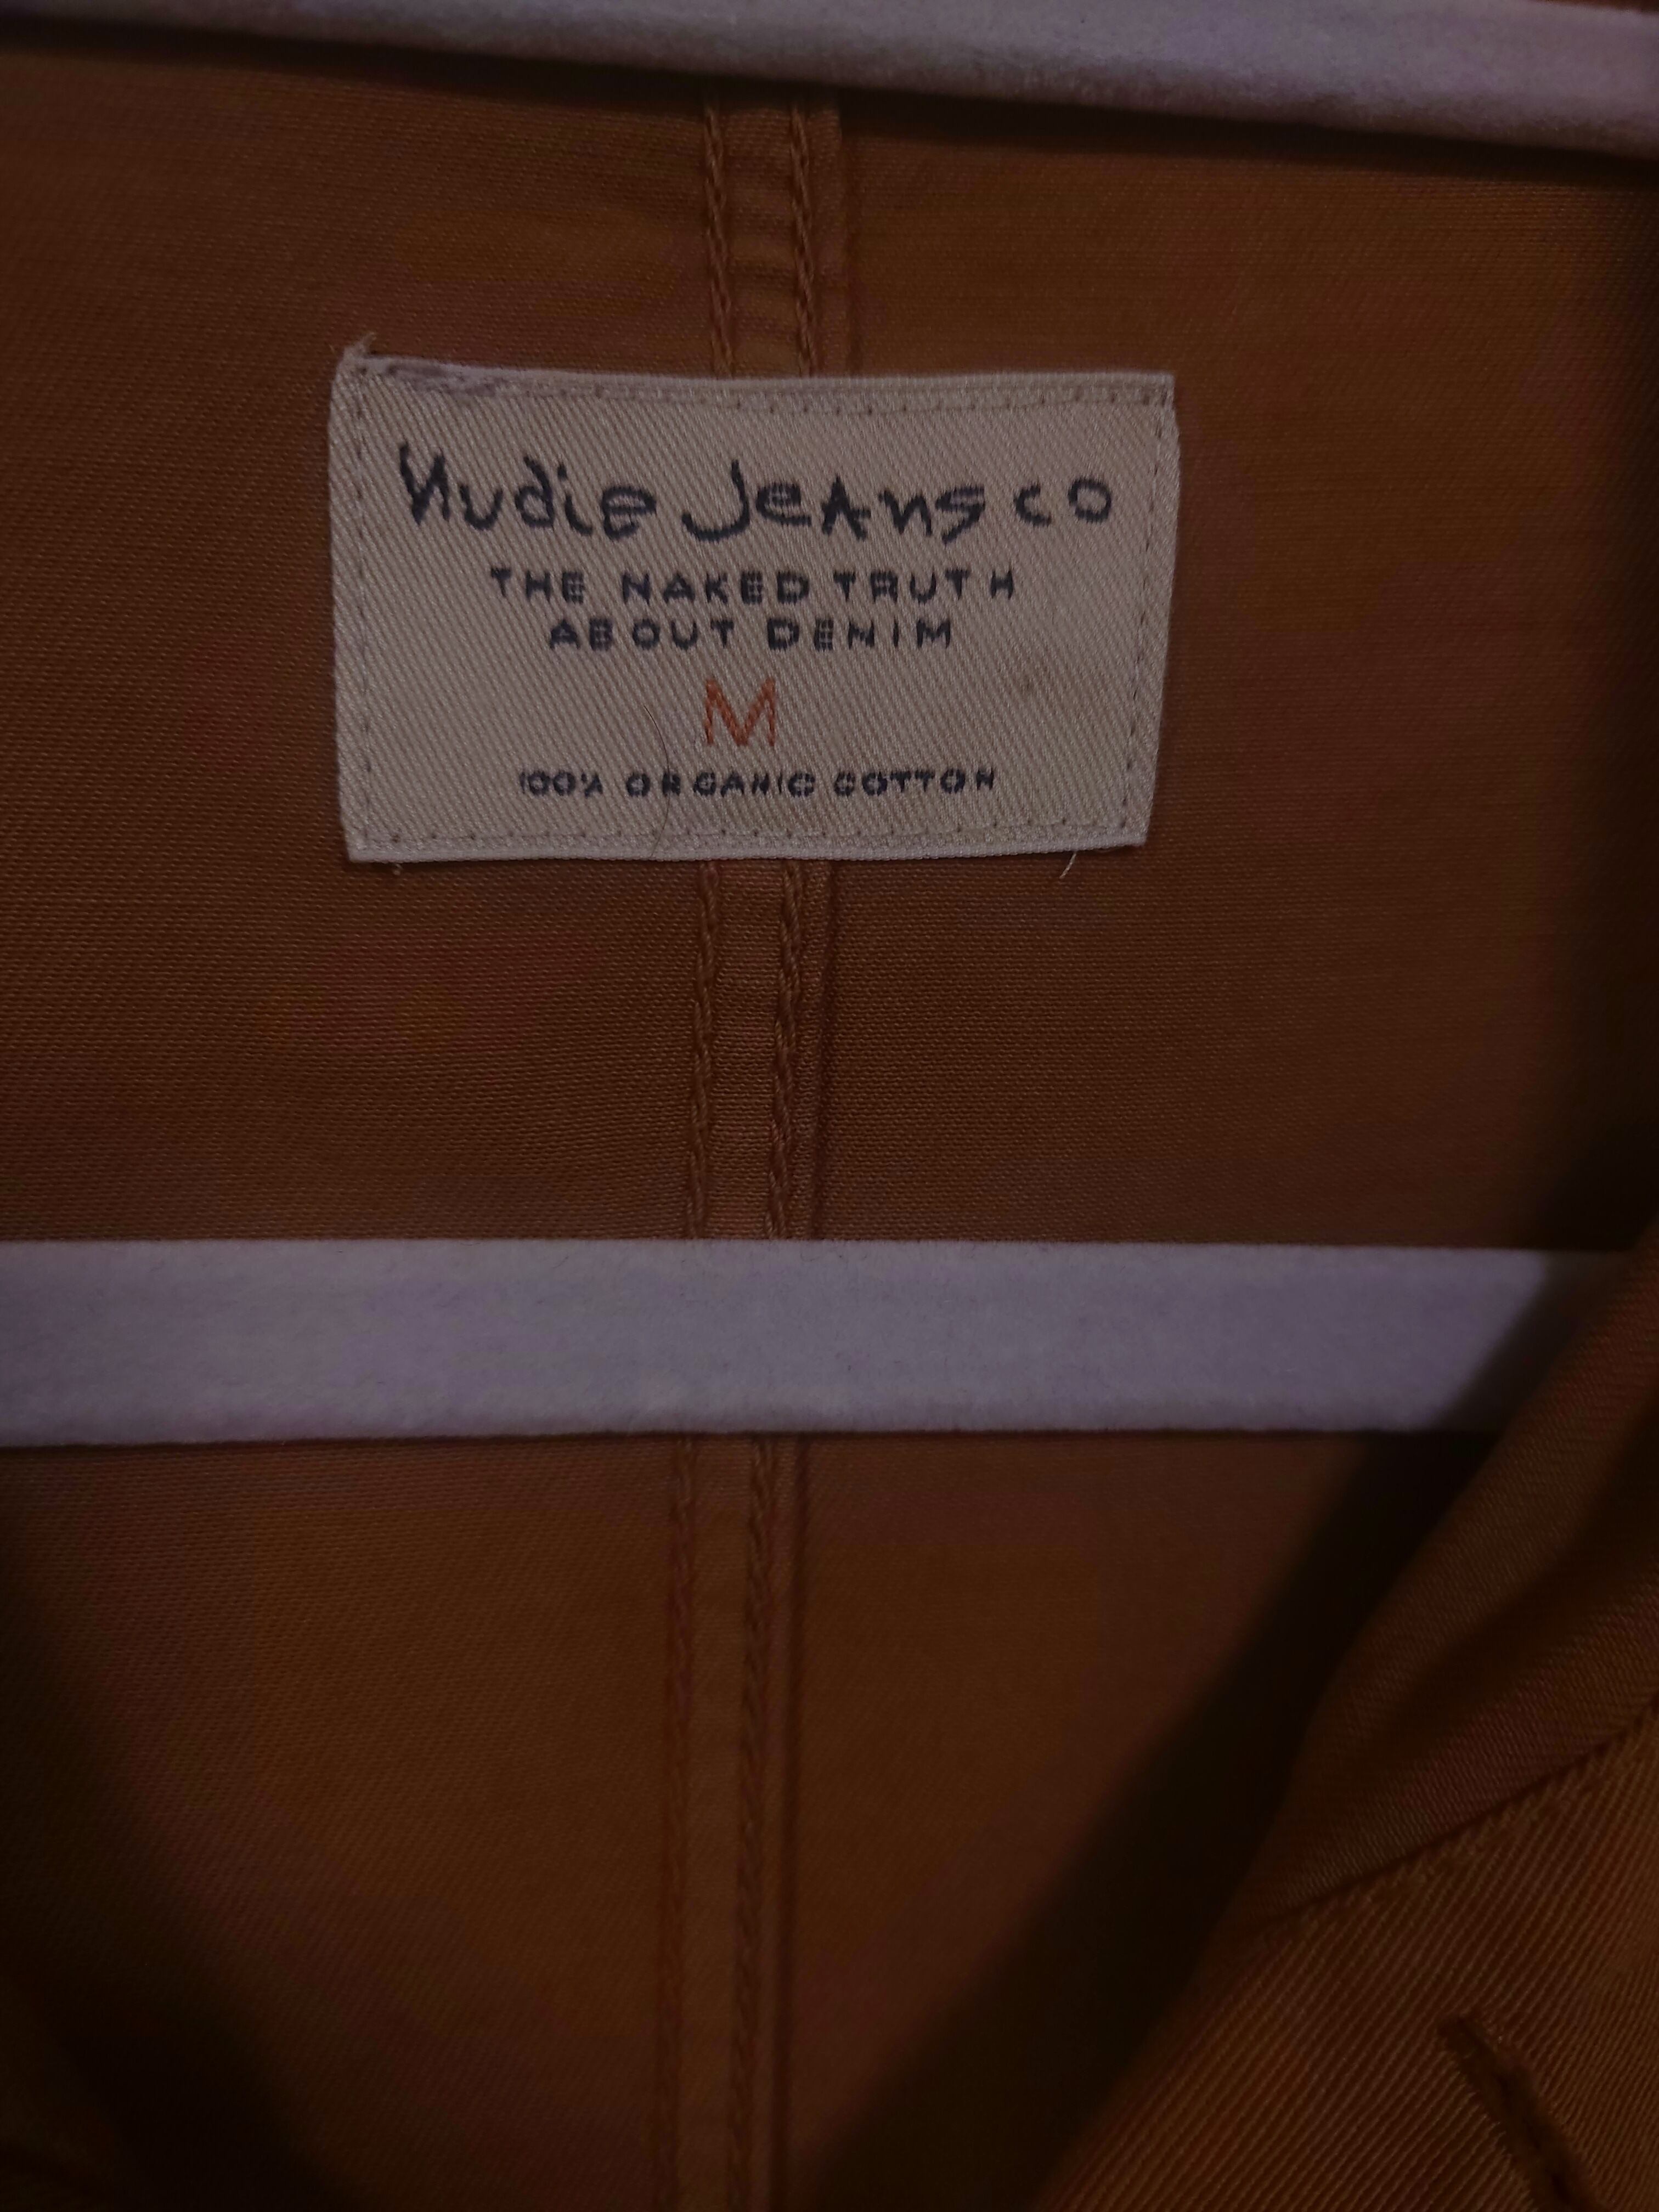 Nudie Jeans co
THE NAKED TRUTH
ABOUT DENIM
M
100% ORGANIC COTTON